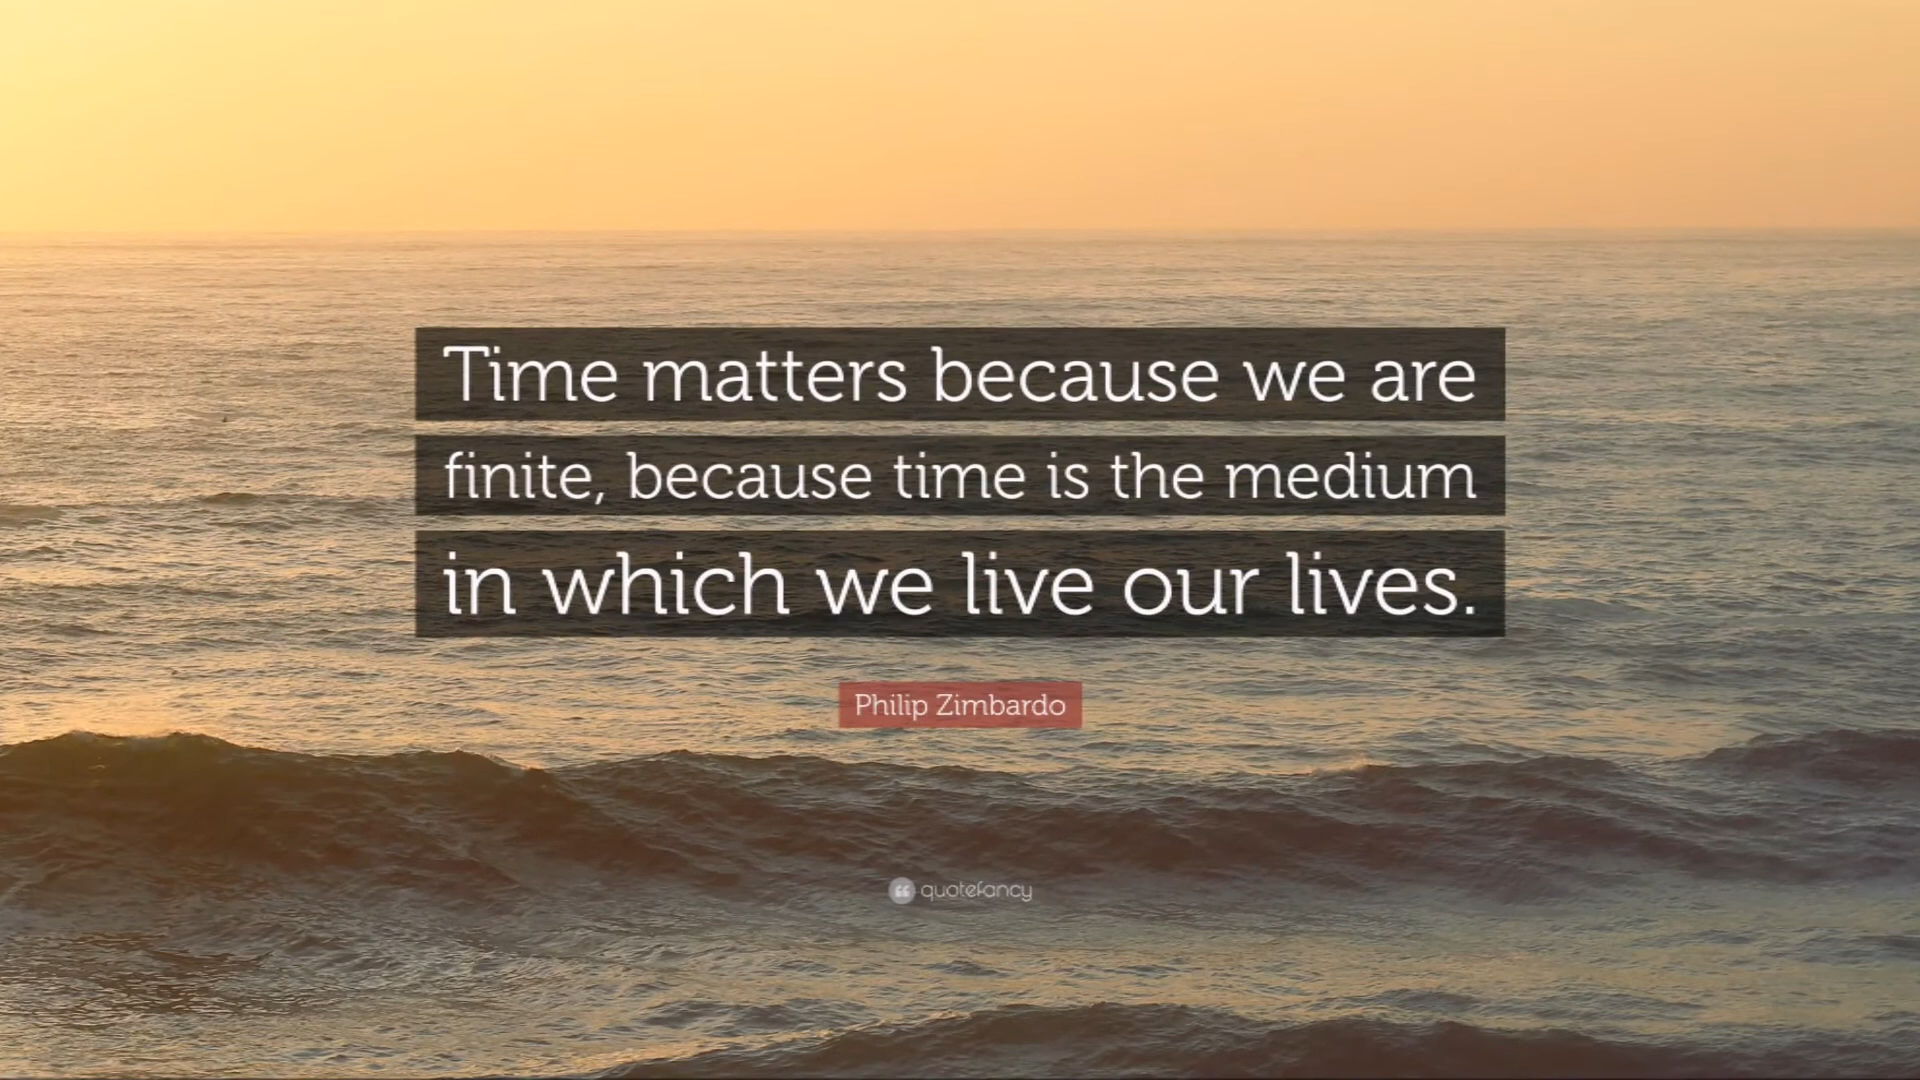 Time matters because we are
finite, because time is the medium
in which we live our lives.
Philip Zimbardo
quotefancy